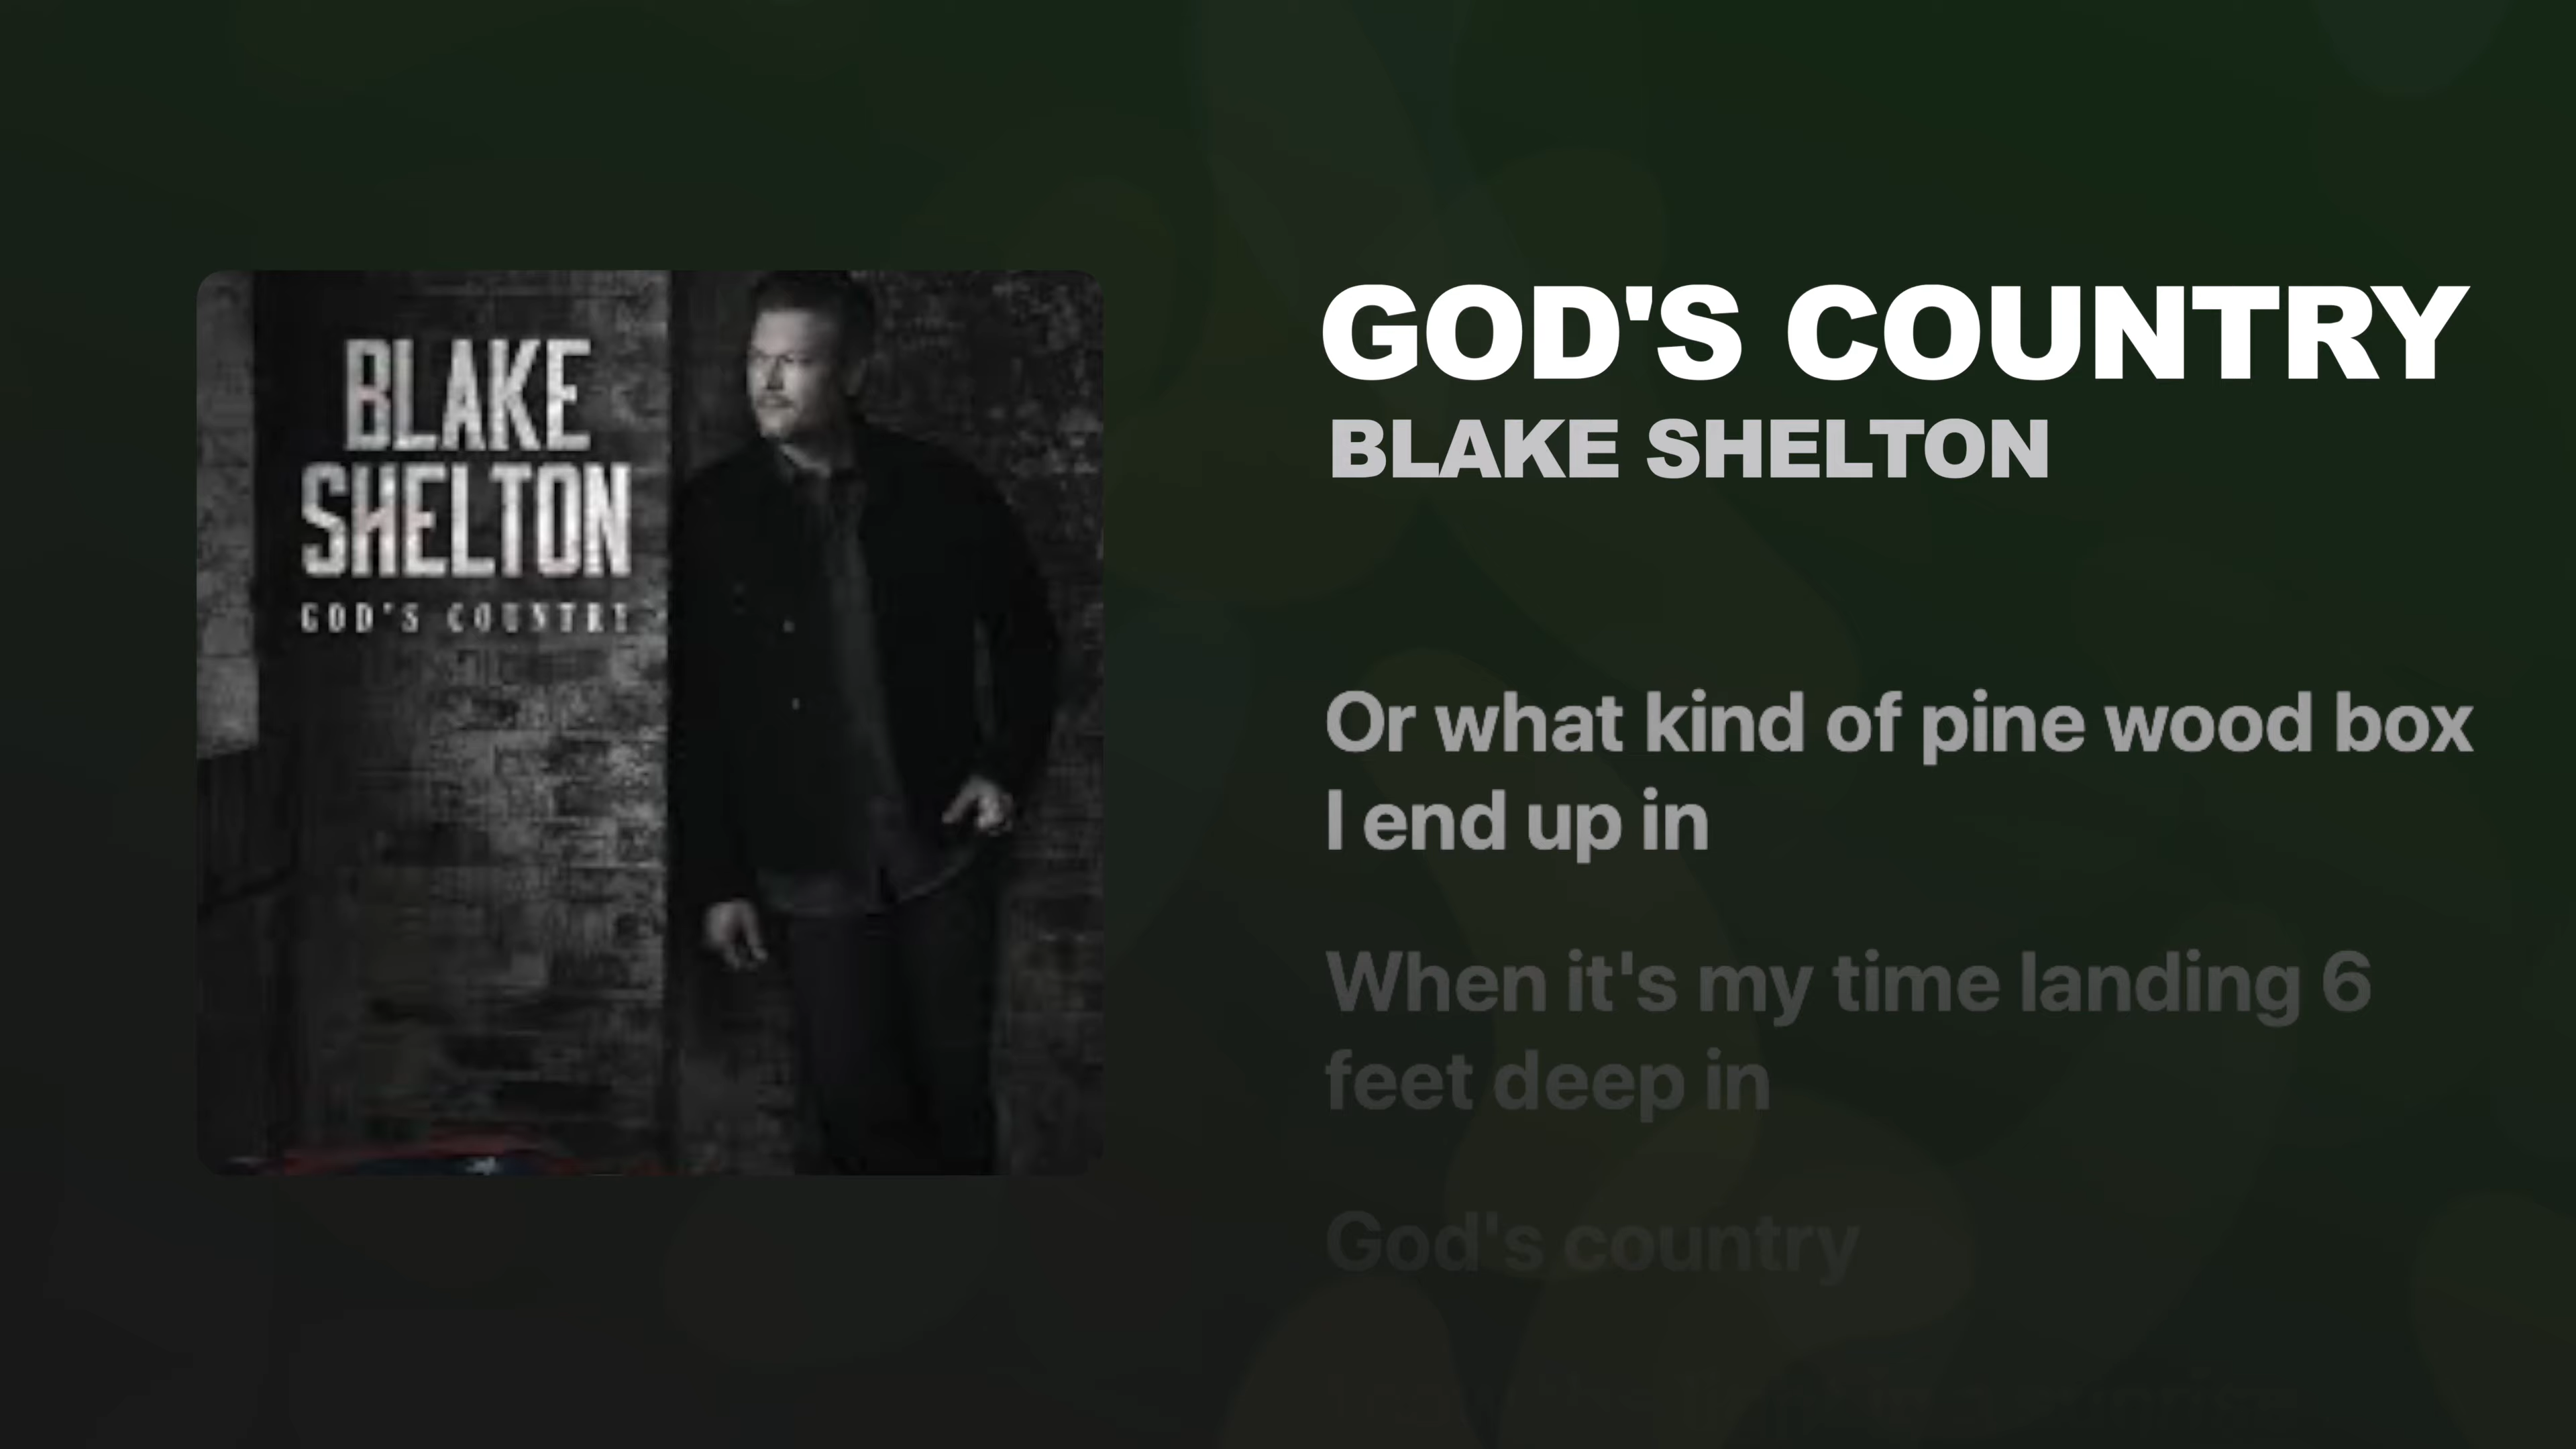 BLAKE
SHELTON
GOD'S COUNTRY
GOD'S COUNTRY
BLAKE SHELTON
Or what kind of pine wood box
I end up in
When it's my time landing 6
feet deep in
God's country